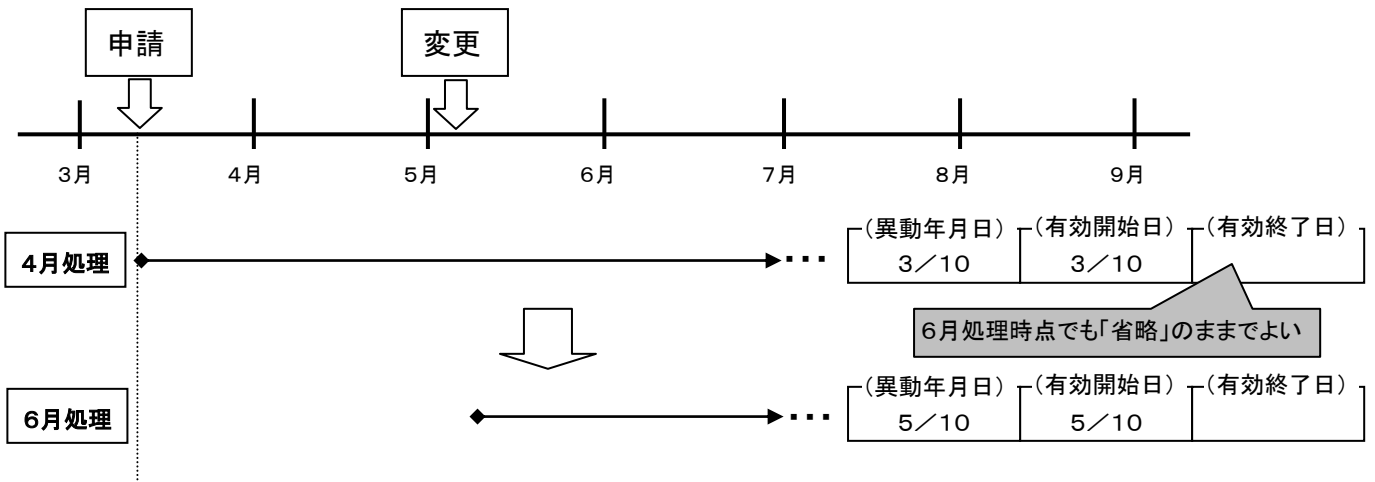 申請
変更
3月
4月
5月
6月
7月
8月
9月
4月処理
(異動年月日)
(有効開始日)
(有効終了日)
3/10
3/10
6月処理時点でも「省略」のままでよい
6月処理
(異動年月日)
(有効開始日)
(有効終了日)
5/10
5/10